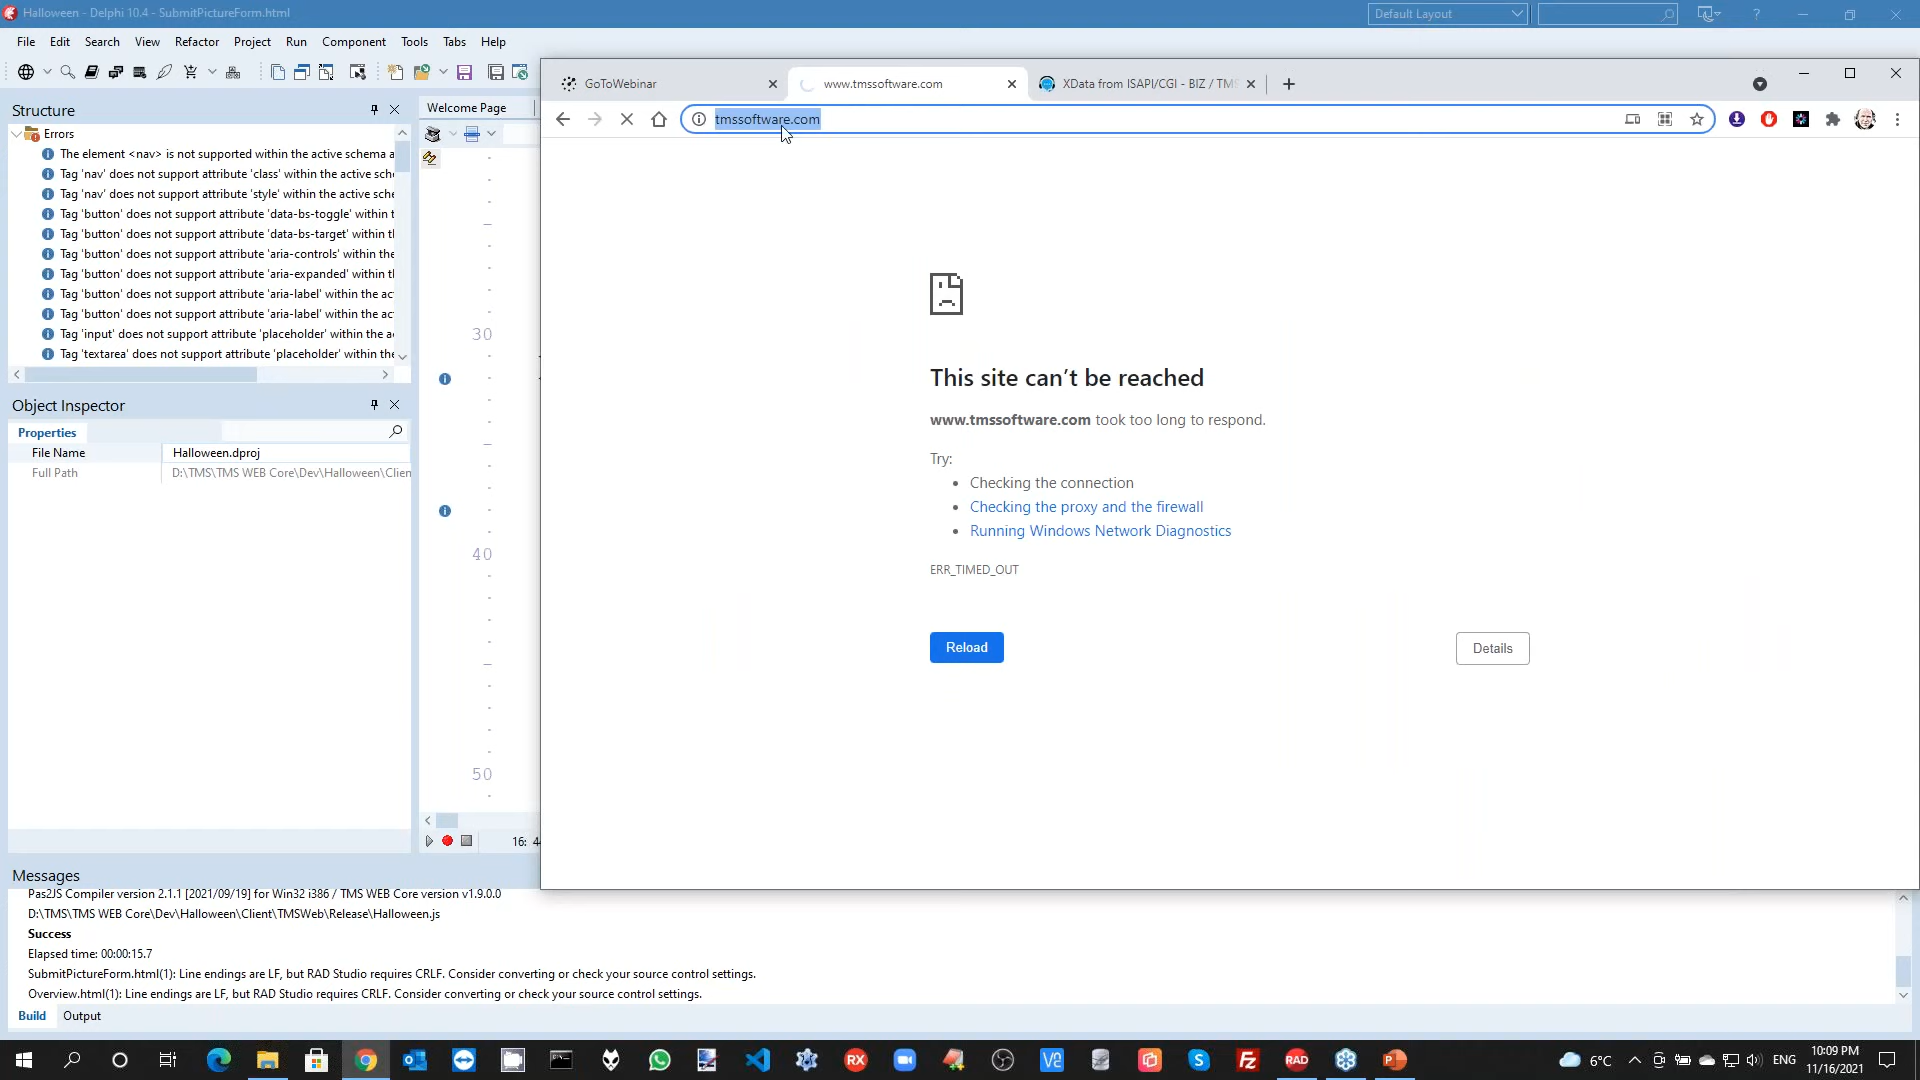 Halloween - Delphi 10.4 - SubmitPictureForm.html
Default Layout
File Edit Search View Refactor Project Run Component Tools Tabs Help
Structure
Errors
The element <nav> is not supported within the active schema a
Tag 'nav' does not support attribute 'class' within the active sche
Tag 'nav' does not support attribute 'style' within the active sche
Tag 'button' does not support attribute 'data-bs-toggle' within t
Tag 'button' does not support attribute 'data-bs-target' within tl
Tag 'button' does not support attribute 'aria-controls' within the
Tag 'button' does not support attribute 'aria-expanded' within tl
Tag 'button' does not support attribute 'aria-label' within the ac
Tag 'button' does not support attribute 'aria-label' within the ac
Tag 'input' does not support attribute 'placeholder' within the a
Tag 'textarea' does not support attribute 'placeholder' within the
Object Inspector
Properties
File Name Halloween.dproj
Full Path D:\TMS\TMS WEB Core\Dev\Halloween\Clien
Welcome Page
30
40
50
16: 4
GoToWebinar
www.tmssoftware.com
XData from ISAPI/CGI - BIZ / TMS
tmssoftware.com
This site can't be reached
www.tmssoftware.com took too long to respond.
Try:
Checking the connection
Checking the proxy and the firewall
Running Windows Network Diagnostics
ERR_TIMED_OUT
Reload
Details
Messages
Pas2JS Compiler version 2.1.1 [2021/09/19] for Win32 i386 / TMS WEB Core version v1.9.0.0
D:\TMS\TMS WEB Core\Dev\Halloween\Client\TMSWeb\Release\Halloween.js
Success
Elapsed time: 00:00:15.7
SubmitPictureForm.html(1): Line endings are LF, but RAD Studio requires CRLF. Consider converting or check your source control settings.
Overview.html(1): Line endings are LF, but RAD Studio requires CRLF. Consider converting or check your source control settings.
Build Output
RX
RAD
6°C
ENG
10:09 PM
11/16/2021